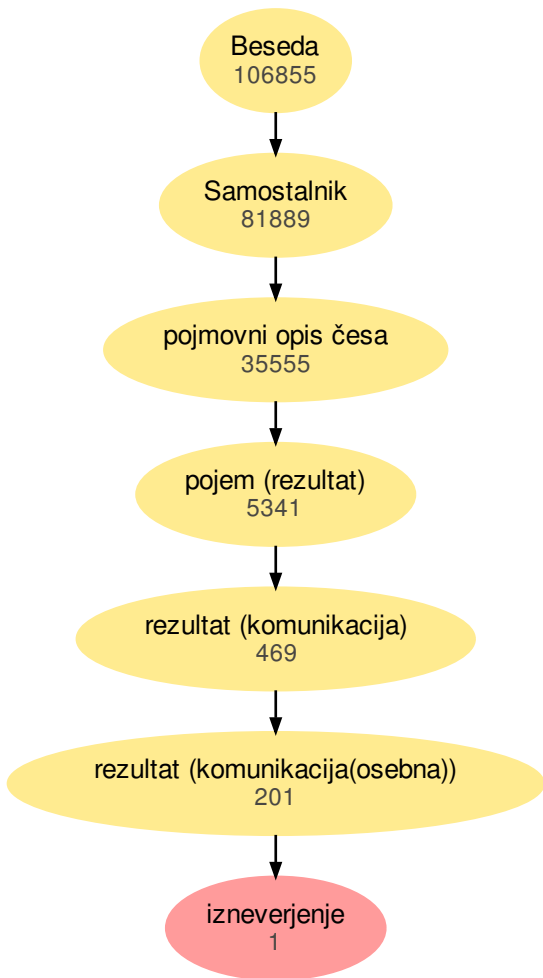 Beseda
106855
Samostalnik
81889
pojmovni opis česa
35555
pojem (rezultat)
5341
rezultat (komunikacija)
469
rezultat (komunikacija(osebna))
201
izneverjenje
1